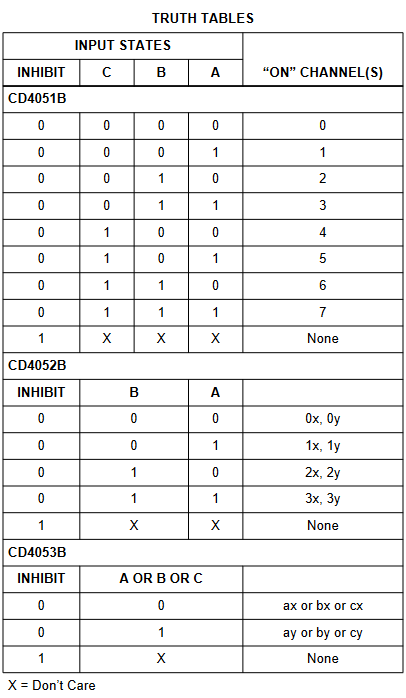 TRUTH TABLES
INPUT STATES
INHIBIT C B A “ON” CHANNEL(S)
CD4051B
0 0 0 0 0
0 0 0 1 1
0 0 1 0 2
0 0 1 1 3
0 1 0 0 4
0 1 0 1 5
0 1 1 0 6
0 1 1 1 7
1 X X X None
CD4052B
INHIBIT B A
0 0 0 0x, 0y
0 0 1 1x, 1y
0 1 0 2x, 2y
0 1 1 3x, 3y
1 X X None
CD4053B
INHIBIT A OR B OR C
0 0 ax or bx or cx
0 1 ay or by or cy
1 X None
X = Don’t Care